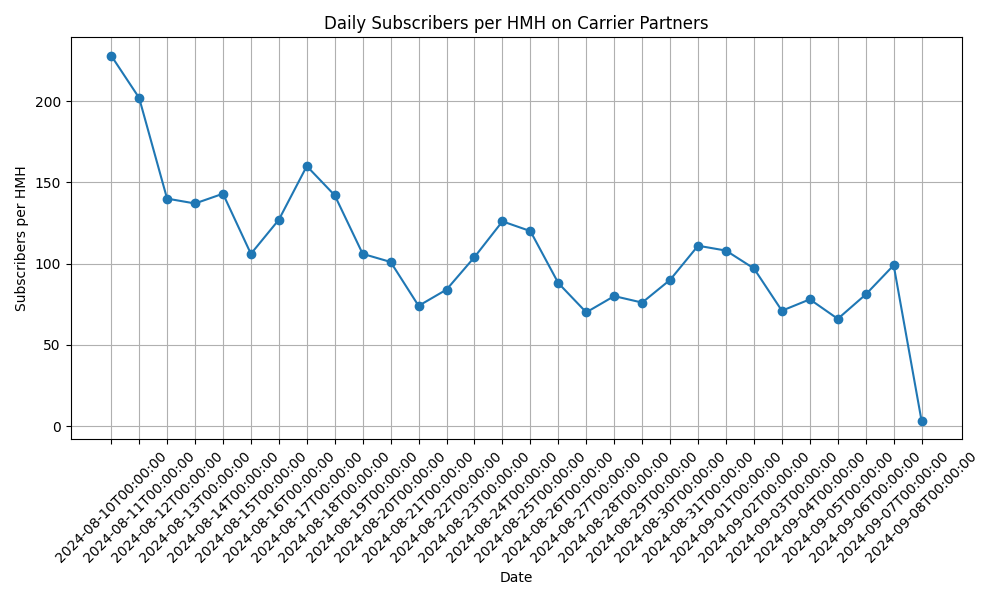 Daily Subscribers per HMH on Carrier Partners
Subscribers per HMH
200
150
100
50
0
2024-08-10T00:00:00
2024-08-11T00:00:00
2024-08-12T00:00:00
2024-08-13T00:00:00
2024-08-14T00:00:00
2024-08-15T00:00:00
2024-08-16T00:00:00
2024-08-17T00:00:00
2024-08-18T00:00:00
2024-08-19T00:00:00
2024-08-20T00:00:00
2024-08-21T00:00:00
2024-08-22T00:00:00
2024-08-23T00:00:00
2024-08-24T00:00:00
2024-08-25T00:00:00
2024-08-26T00:00:00
2024-08-27T00:00:00
2024-08-28T00:00:00
2024-08-29T00:00:00
2024-08-30T00:00:00
2024-08-31T00:00:00
2024-09-01T00:00:00
2024-09-02T00:00:00
2024-09-03T00:00:00
2024-09-04T00:00:00
2024-09-05T00:00:00
2024-09-06T00:00:00
2024-09-07T00:00:00
2024-09-08T00:00:00
Date